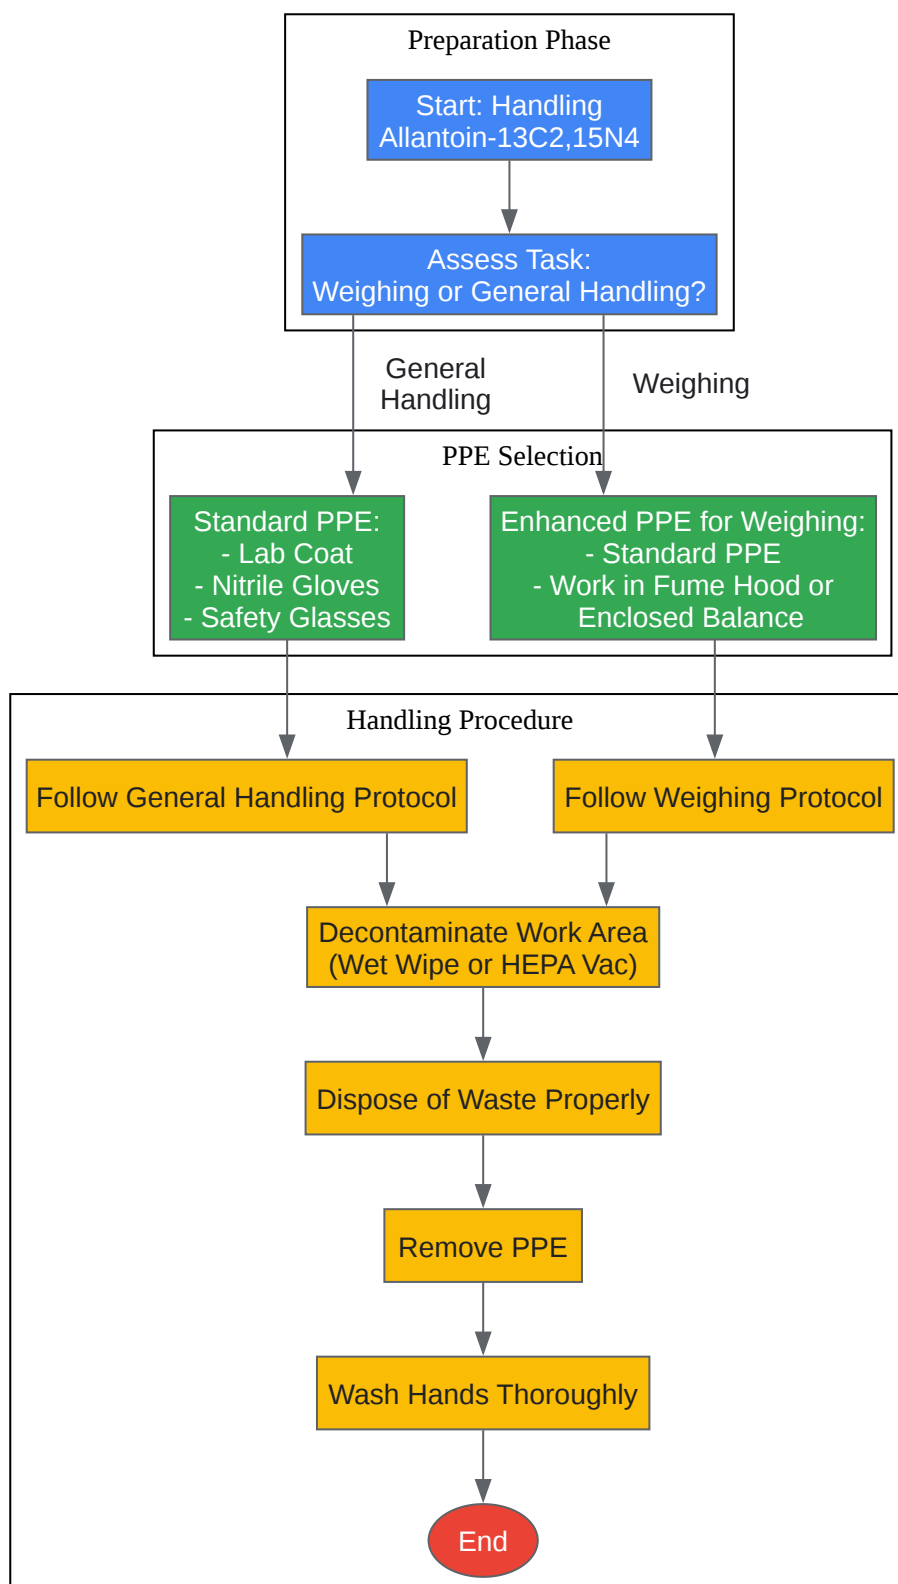 Preparation Phase
Start: Handling
Allantoin-13C2,15N4
Assess Task:
Weighing or General Handling?
General
Handling
Weighing
PPE Selection
Standard PPE:
- Lab Coat
- Nitrile Gloves
- Safety Glasses
Enhanced PPE for Weighing:
- Standard PPE
- Work in Fume Hood or
Enclosed Balance
Handling Procedure
Follow General Handling Protocol
Follow Weighing Protocol
Decontaminate Work Area
(Wet Wipe or HEPA Vac)
Dispose of Waste Properly
Remove PPE
Wash Hands Thoroughly
End